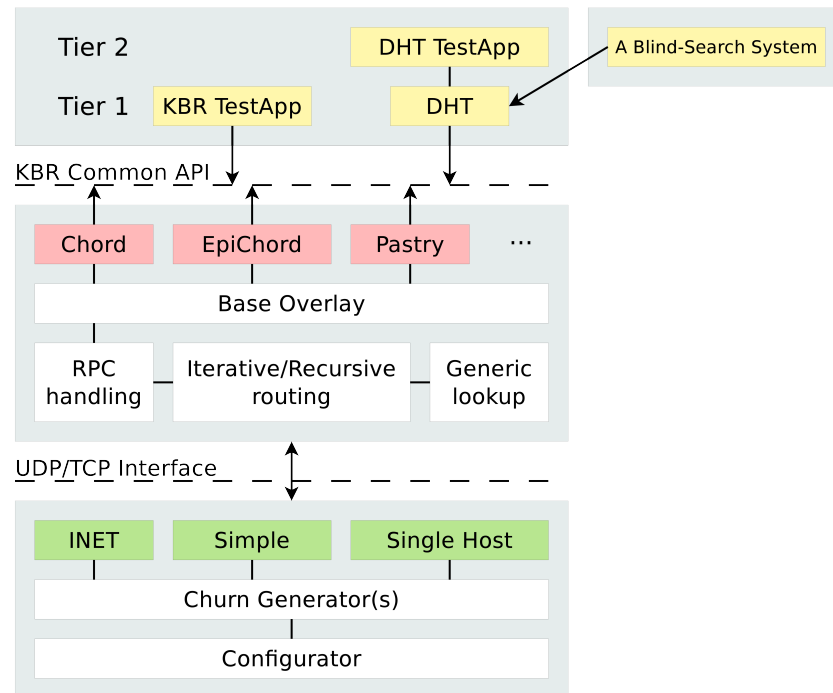 Tier 2
DHT TestApp
A Blind-Search System
Tier 1
KBR TestApp
DHT
KBR Common API
Chord
EpiChord
Pastry
...
Base Overlay
RPC
handling
Iterative/Recursive
routing
Generic
lookup
UDP/TCP Interface
INET
Simple
Single Host
Churn Generator(s)
Configurator